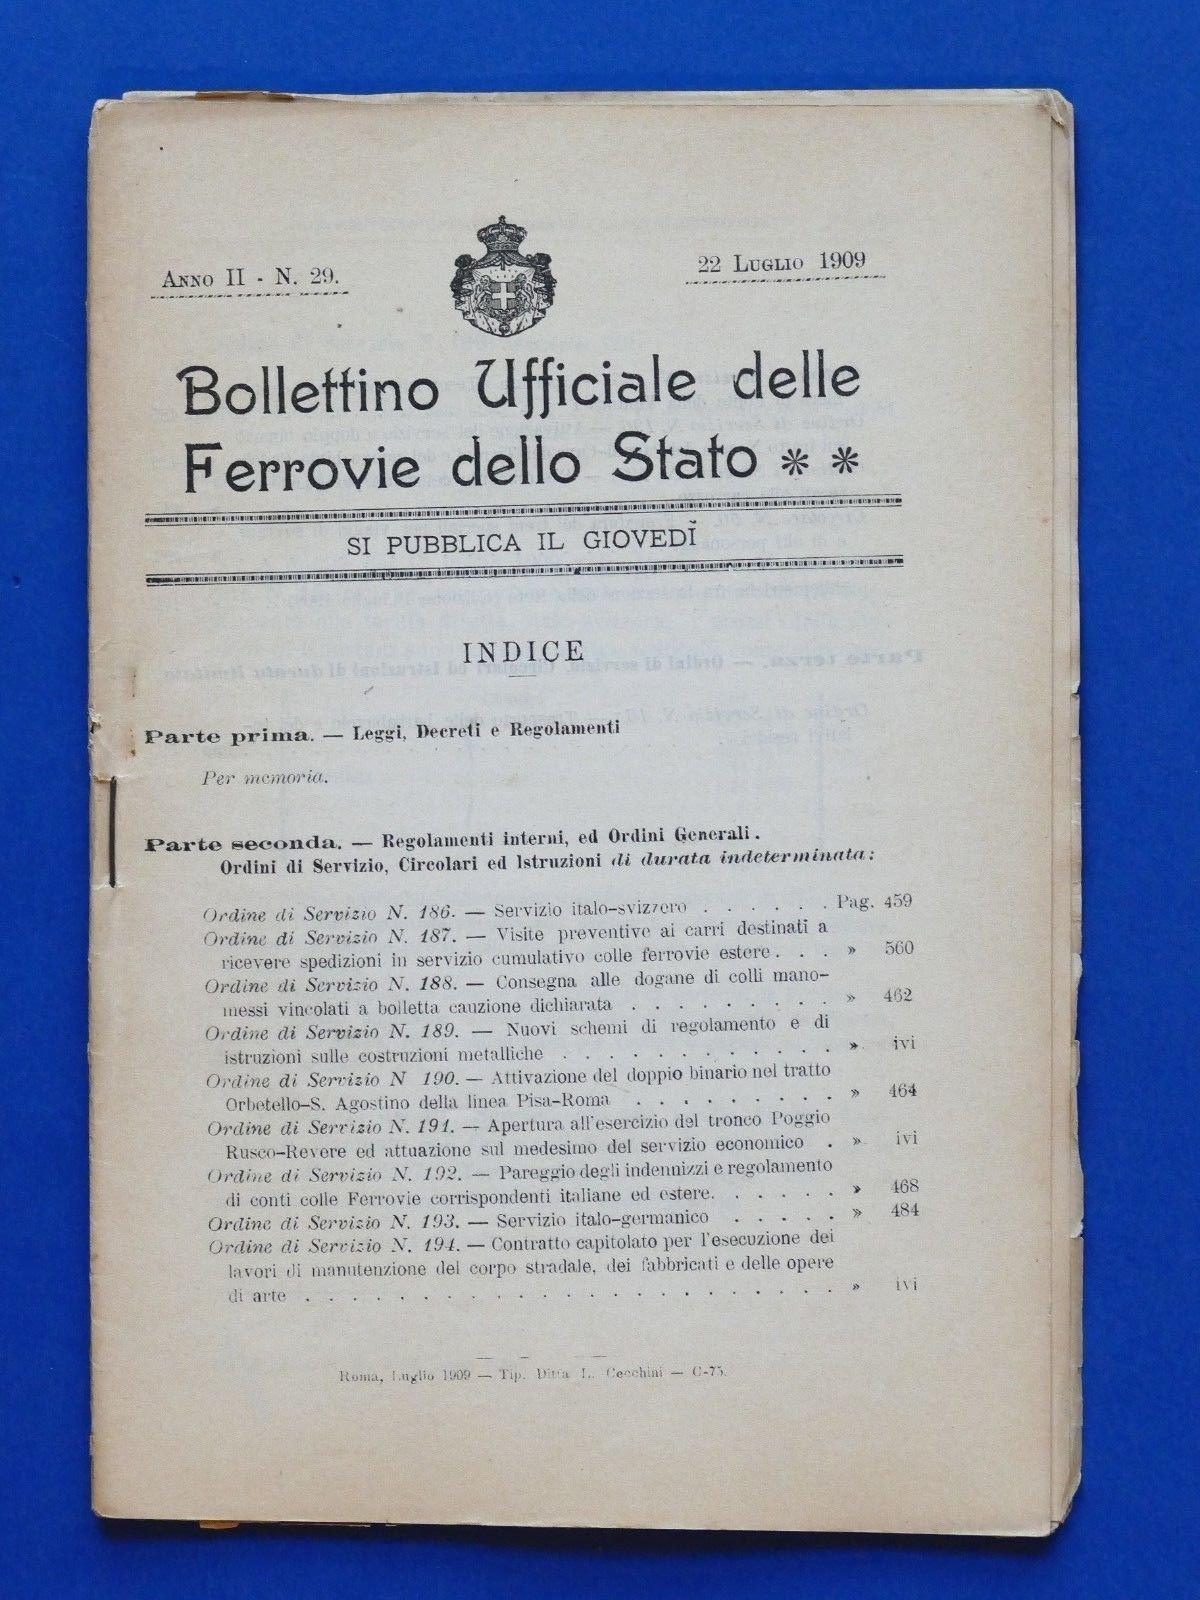 Anno II - N. 29.
22 Luglio 1909
Bollettino Ufficiale delle
Ferrovie dello Stato * *
SI PUBBLICA IL GIOVEDÌ
INDICE
Parte prima. — Leggi, Decreti e Regolamenti
Per memoria.
Parte seconda. — Regolamenti interni, ed Ordini Generali.
Ordini di Servizio, Circolari ed Istruzioni di durata indeterminata:
Ordine di Servizio N. 186. — Servizio italo-svizzero . . . . . . Pag. 459
Ordine di Servizio N. 187. — Visite preventive ai carri destinati a
ricevere spedizioni in servizio cumulativo colle ferrovie estere . . . » 560
Ordine di Servizio N. 188. — Consegna alle dogane di colli mano-
messi vincolati a bolletta cauzione dichiarata . . . . . . . . . » 462
Ordine di Servizio N. 189. — Nuovi schemi di regolamento e di
istruzioni sulle costruzioni metalliche . . . . . . . . . . . . » ivi
Ordine di Servizio N 190. — Attivazione del doppio binario nel tratto
Orbetello-S. Agostino della linea Pisa-Roma . . . . . . . . . » 464
Ordine di Servizio N. 191. — Apertura all'esercizio del tronco Poggio
Rusco-Revere ed attuazione sul medesimo del servizio economico . » ivi
Ordine di Servizio N. 192. — Pareggio degli indennizzi e regolamento
di conti colle Ferrovie corrispondenti italiane ed estere. . . . . . » 468
Ordine di Servizio N. 193. — Servizio italo-germanico . . . . . » 484
Ordine di Servizio N. 194. — Contratto capitolato per l'esecuzione dei
lavori di manutenzione del corpo stradale, dei fabbricati e delle opere
di arte . . . . . . . . . . . . . . . . . . . . . . . » ivi
Roma, Luglio 1909 — Tip. Ditta L. Cecchini — C-75.